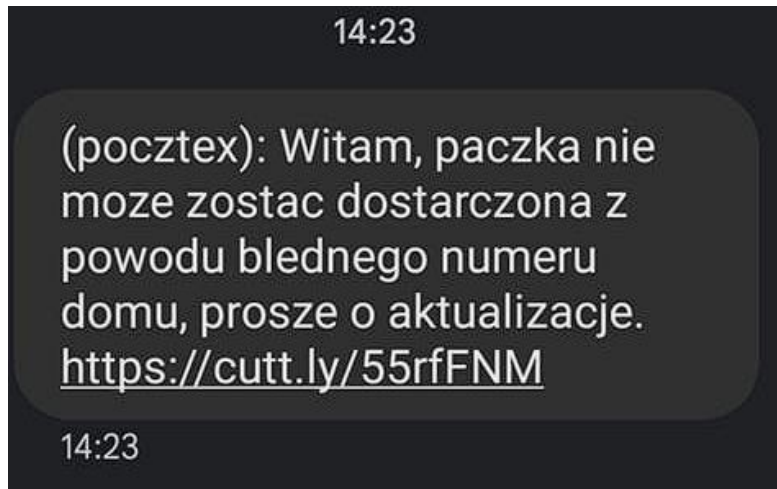 14:23
(pocztex): Witam, paczka nie
moze zostac dostarczona z
powodu blednego numeru
domu, prosze o aktualizacje.
https://cutt.ly/55rfFNM
14:23